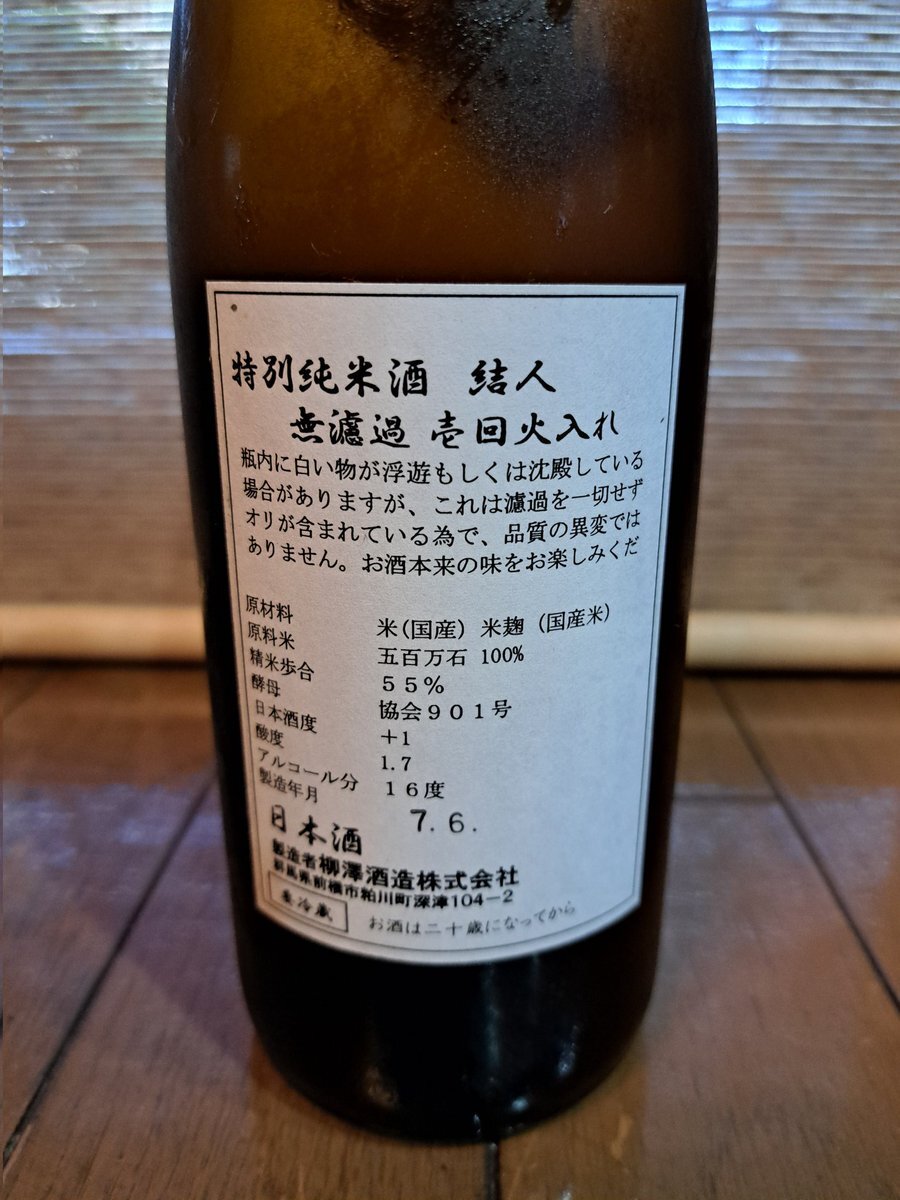 特別純米酒 結人
無濾過 壱回火入れ
瓶内に白い物が浮遊もしくは沈殿している
場合がありますが、これは濾過を一切せず
オリが含まれている為で、品質の異変では
ありません。お酒本来の味をお楽しみくだ
原材料 米(国産) 米麹 (国産米)
原料米 五百万石 100%
精米歩合 55%
酵母 協会901号
日本酒度 +1
酸度 1.7
アルコール分 16度
製造年月 7.6.
日本酒
製造者柳澤酒造株式会社
群馬県前橋市粕川町深津104-2
要冷蔵 お酒は二十歳になってから